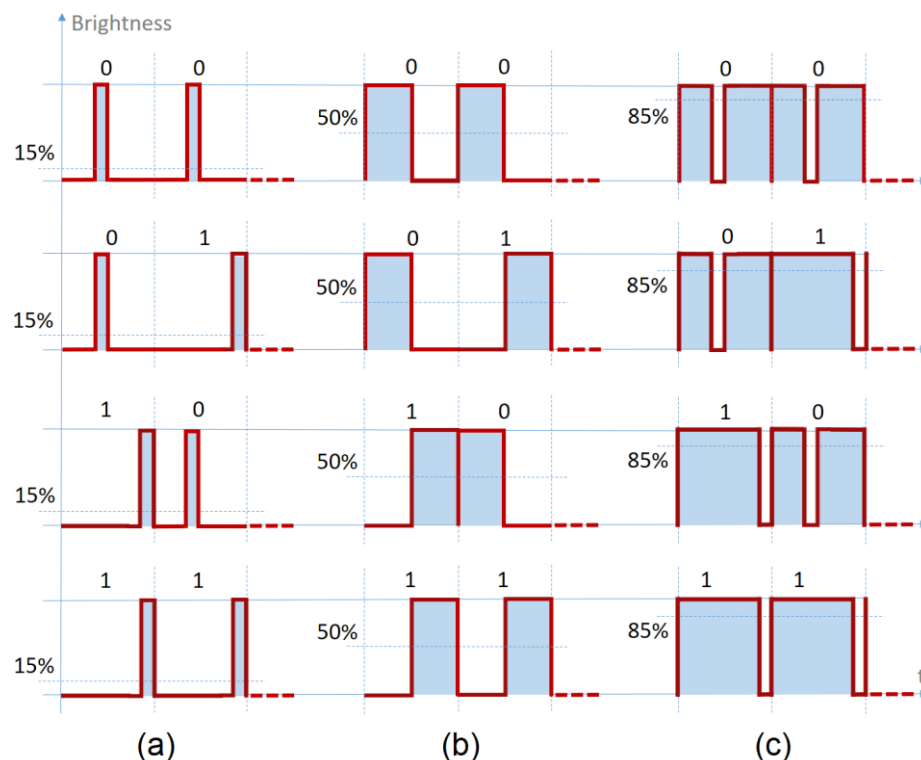 Brightness
0 0 0 0 0 0
15% 50% 85%
0 1 0 1 0 1
15% 50% 85%
1 0 1 0 1 0
15% 50% 85%
1 1 1 1 1 1
15% 50% 85%
t
(a) (b) (c)